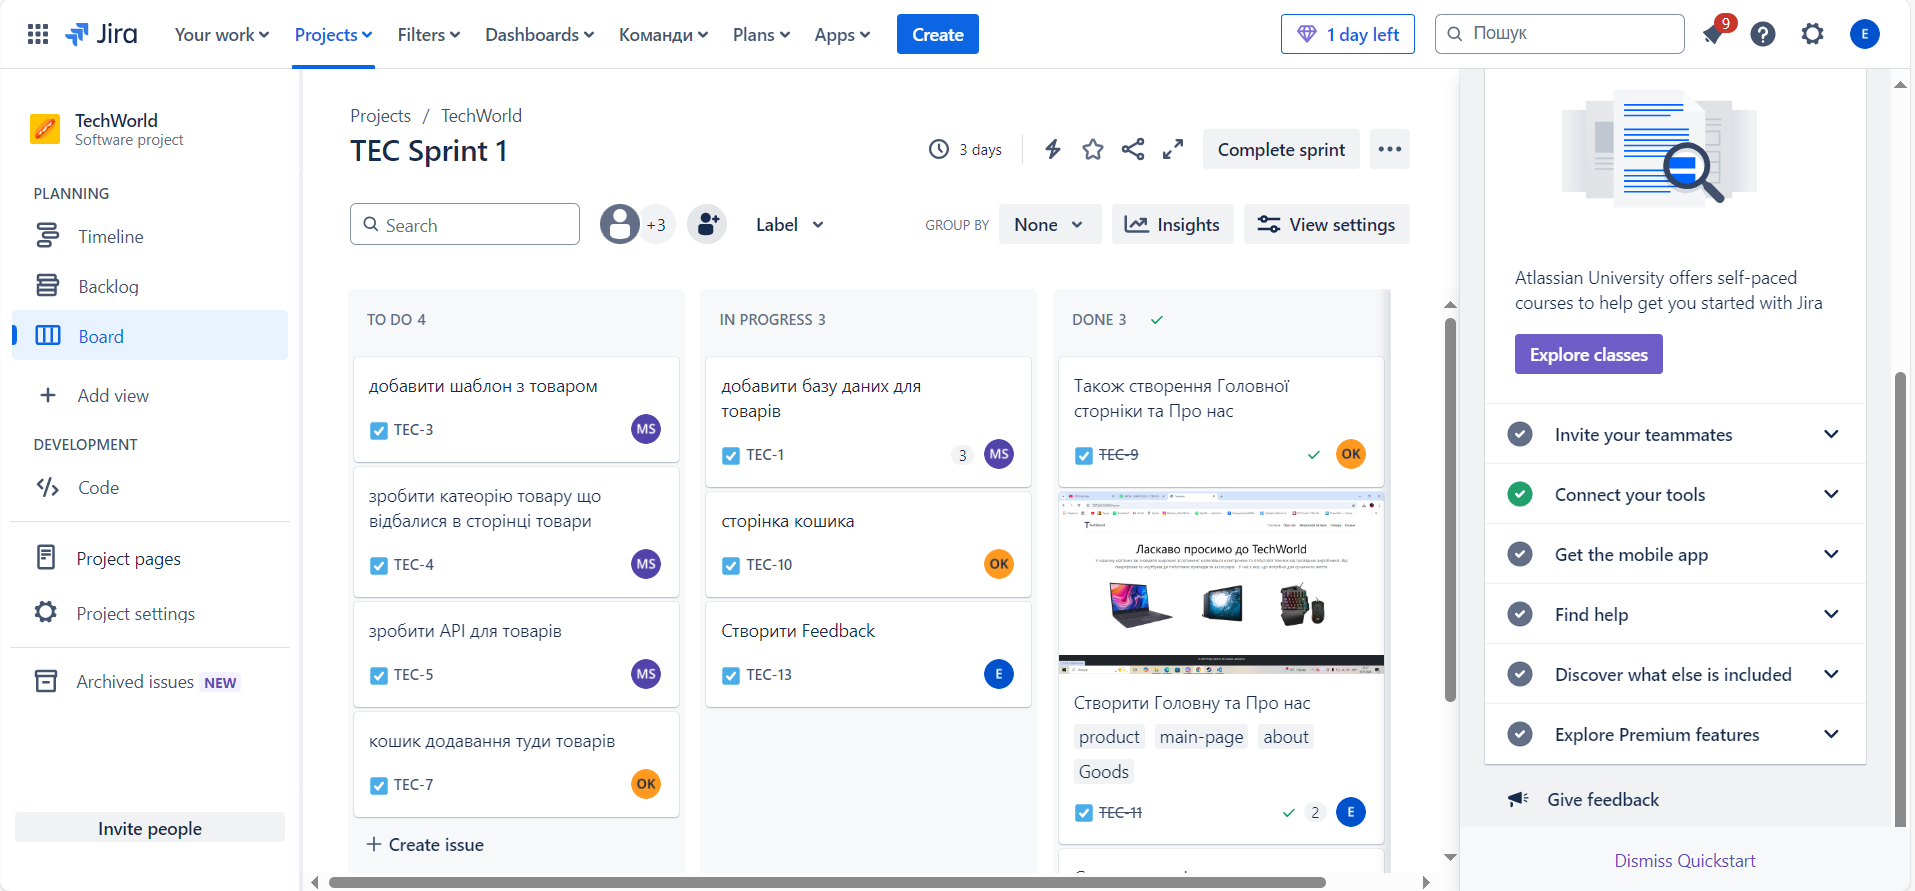 Jira
Your work
Projects
Filters
Dashboards
Команди
Plans
Apps
Create
1 day left
Пошук
9
E
TechWorld
Software project
PLANNING
Timeline
Backlog
Board
Add view
DEVELOPMENT
Code
Project pages
Project settings
Archived issues NEW
Invite people
Projects / TechWorld
TEC Sprint 1
3 days
Complete sprint
Search
+3
Label
GROUP BY
None
Insights
View settings
TO DO 4
добавити шаблон з товаром
TEC-3
MS
зробити катеорію товару що
відбалися в сторінці товари
TEC-4
MS
зробити API для товарів
TEC-5
MS
кошик додавання туди товарів
TEC-7
OK
Create issue
IN PROGRESS 3
добавити базу даних для
товарів
TEC-1
3
MS
сторінка кошика
TEC-10
OK
Створити Feedback
TEC-13
E
DONE 3
Також створення Головної
сторніки та Про нас
TEC-9
OK
TechWorld
Ласкаво просимо до TechWorld
Створити Головну та Про нас
product main-page about
Goods
TEC-11
2
E
Atlassian University offers self-paced
courses to help get you started with Jira
Explore classes
Invite your teammates
Connect your tools
Get the mobile app
Find help
Discover what else is included
Explore Premium features
Give feedback
Dismiss Quickstart